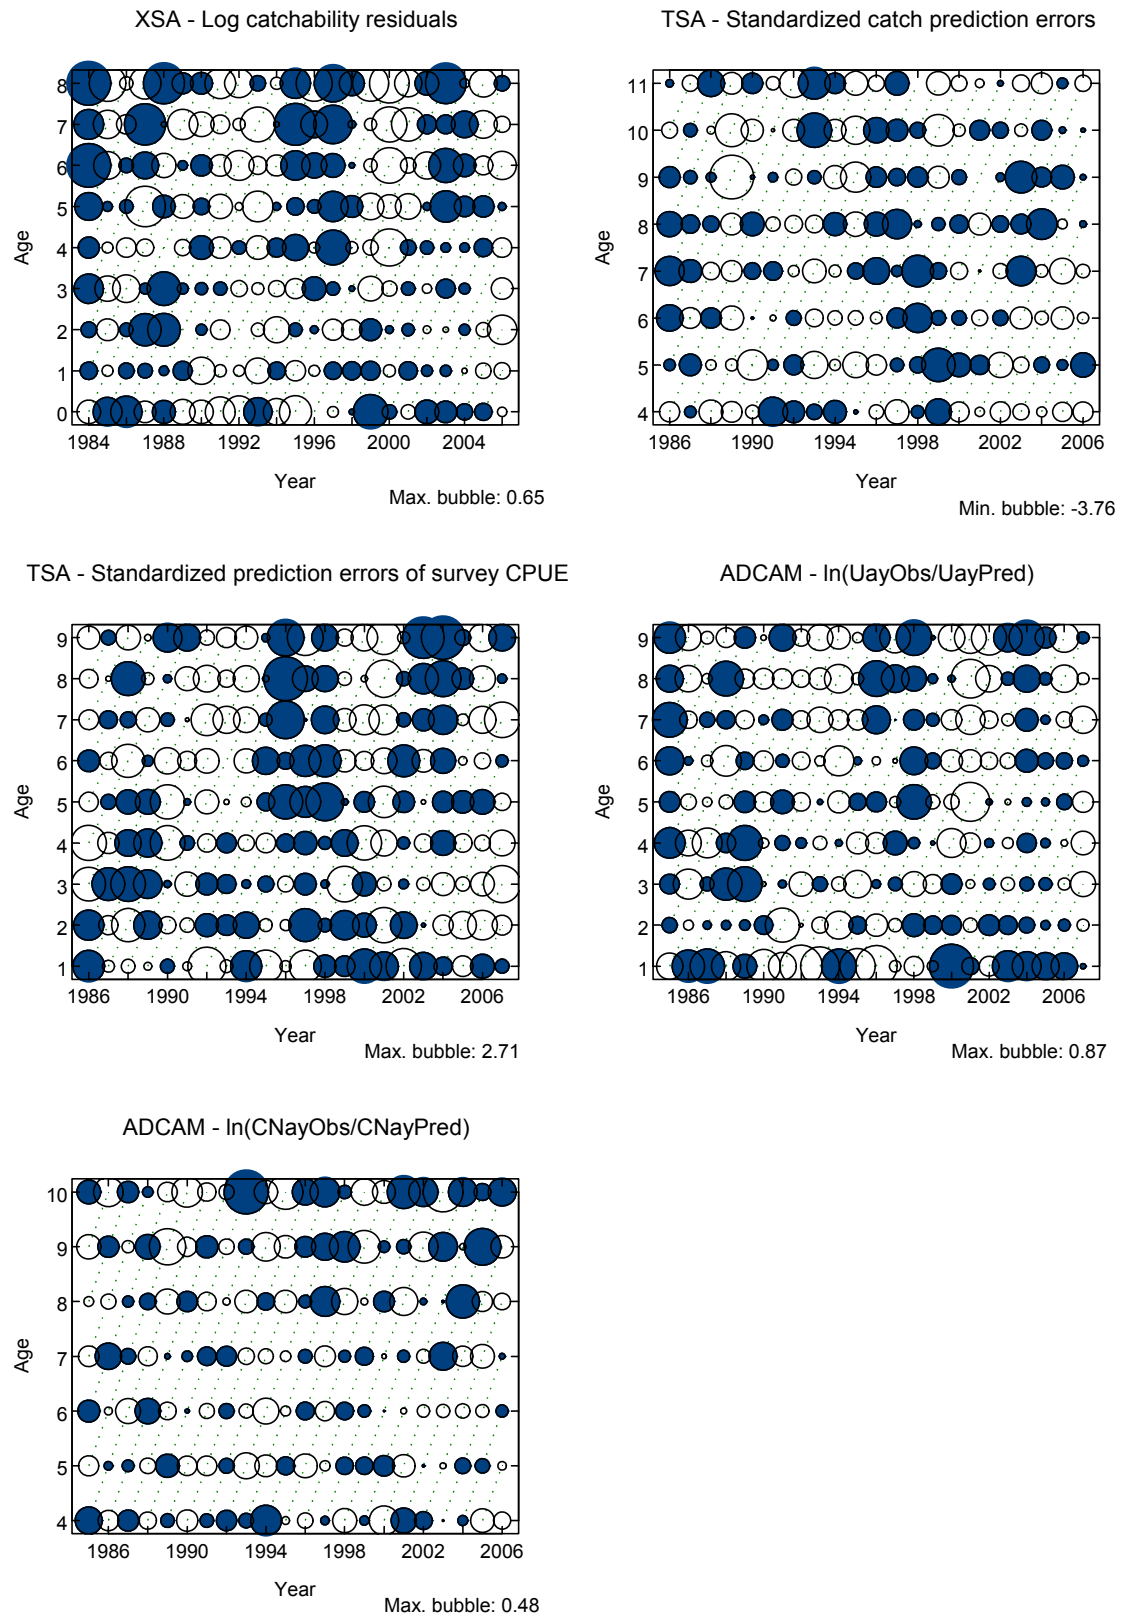 XSA - Log catchability residuals
Age
8
7
6
5
4
3
2
1
0
1984 1988 1992 1996 2000 2004
Year
Max. bubble: 0.65
TSA - Standardized catch prediction errors
Age
11
10
9
8
7
6
5
4
1986 1990 1994 1998 2002 2006
Year
Min. bubble: -3.76
TSA - Standardized prediction errors of survey CPUE
Age
9
8
7
6
5
4
3
2
1
1986 1990 1994 1998 2002 2006
Year
Max. bubble: 2.71
ADCAM - ln(UayObs/UayPred)
Age
9
8
7
6
5
4
3
2
1
1986 1990 1994 1998 2002 2006
Year
Max. bubble: 0.87
ADCAM - ln(CNayObs/CNayPred)
Age
10
9
8
7
6
5
4
1986 1990 1994 1998 2002 2006
Year
Max. bubble: 0.48